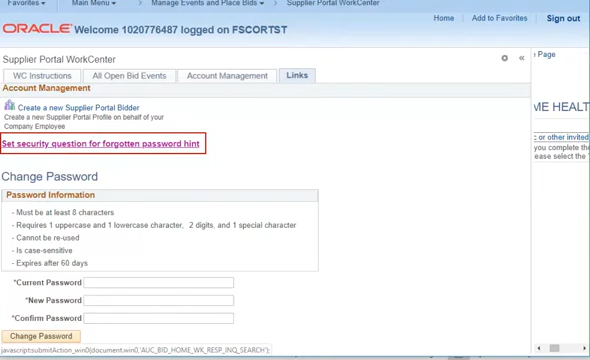 Favorites
Main Menu
Manage Events and Place Bids
Supplier Portal WorkCenter
Home
Add to Favorites
Sign out
ORACLE
Welcome 1020776487 logged on FSCORTST
Supplier Portal WorkCenter
«
Page
WC Instructions
All Open Bid Events
Account Management
Links
Account Management
Create a new Supplier Portal Bidder
Create a new Supplier Portal Profile on behalf of your
Company Employee
Set security question for forgotten password hint
ME HEALT
or other invited
you complete the
ease select the
Change Password
Password Information
- Must be at least 8 characters
- Requires 1 uppercase and 1 lowercase character, 2 digits, and 1 special character
- Cannot be re-used
- Is case-sensitive
- Expires after 60 days
*Current Password
*New Password
*Confirm Password
Change Password
javascript:submitAction_win0(document.win0,'AUC_BID_HOME_WK_RESP_INQ_SEARCH');